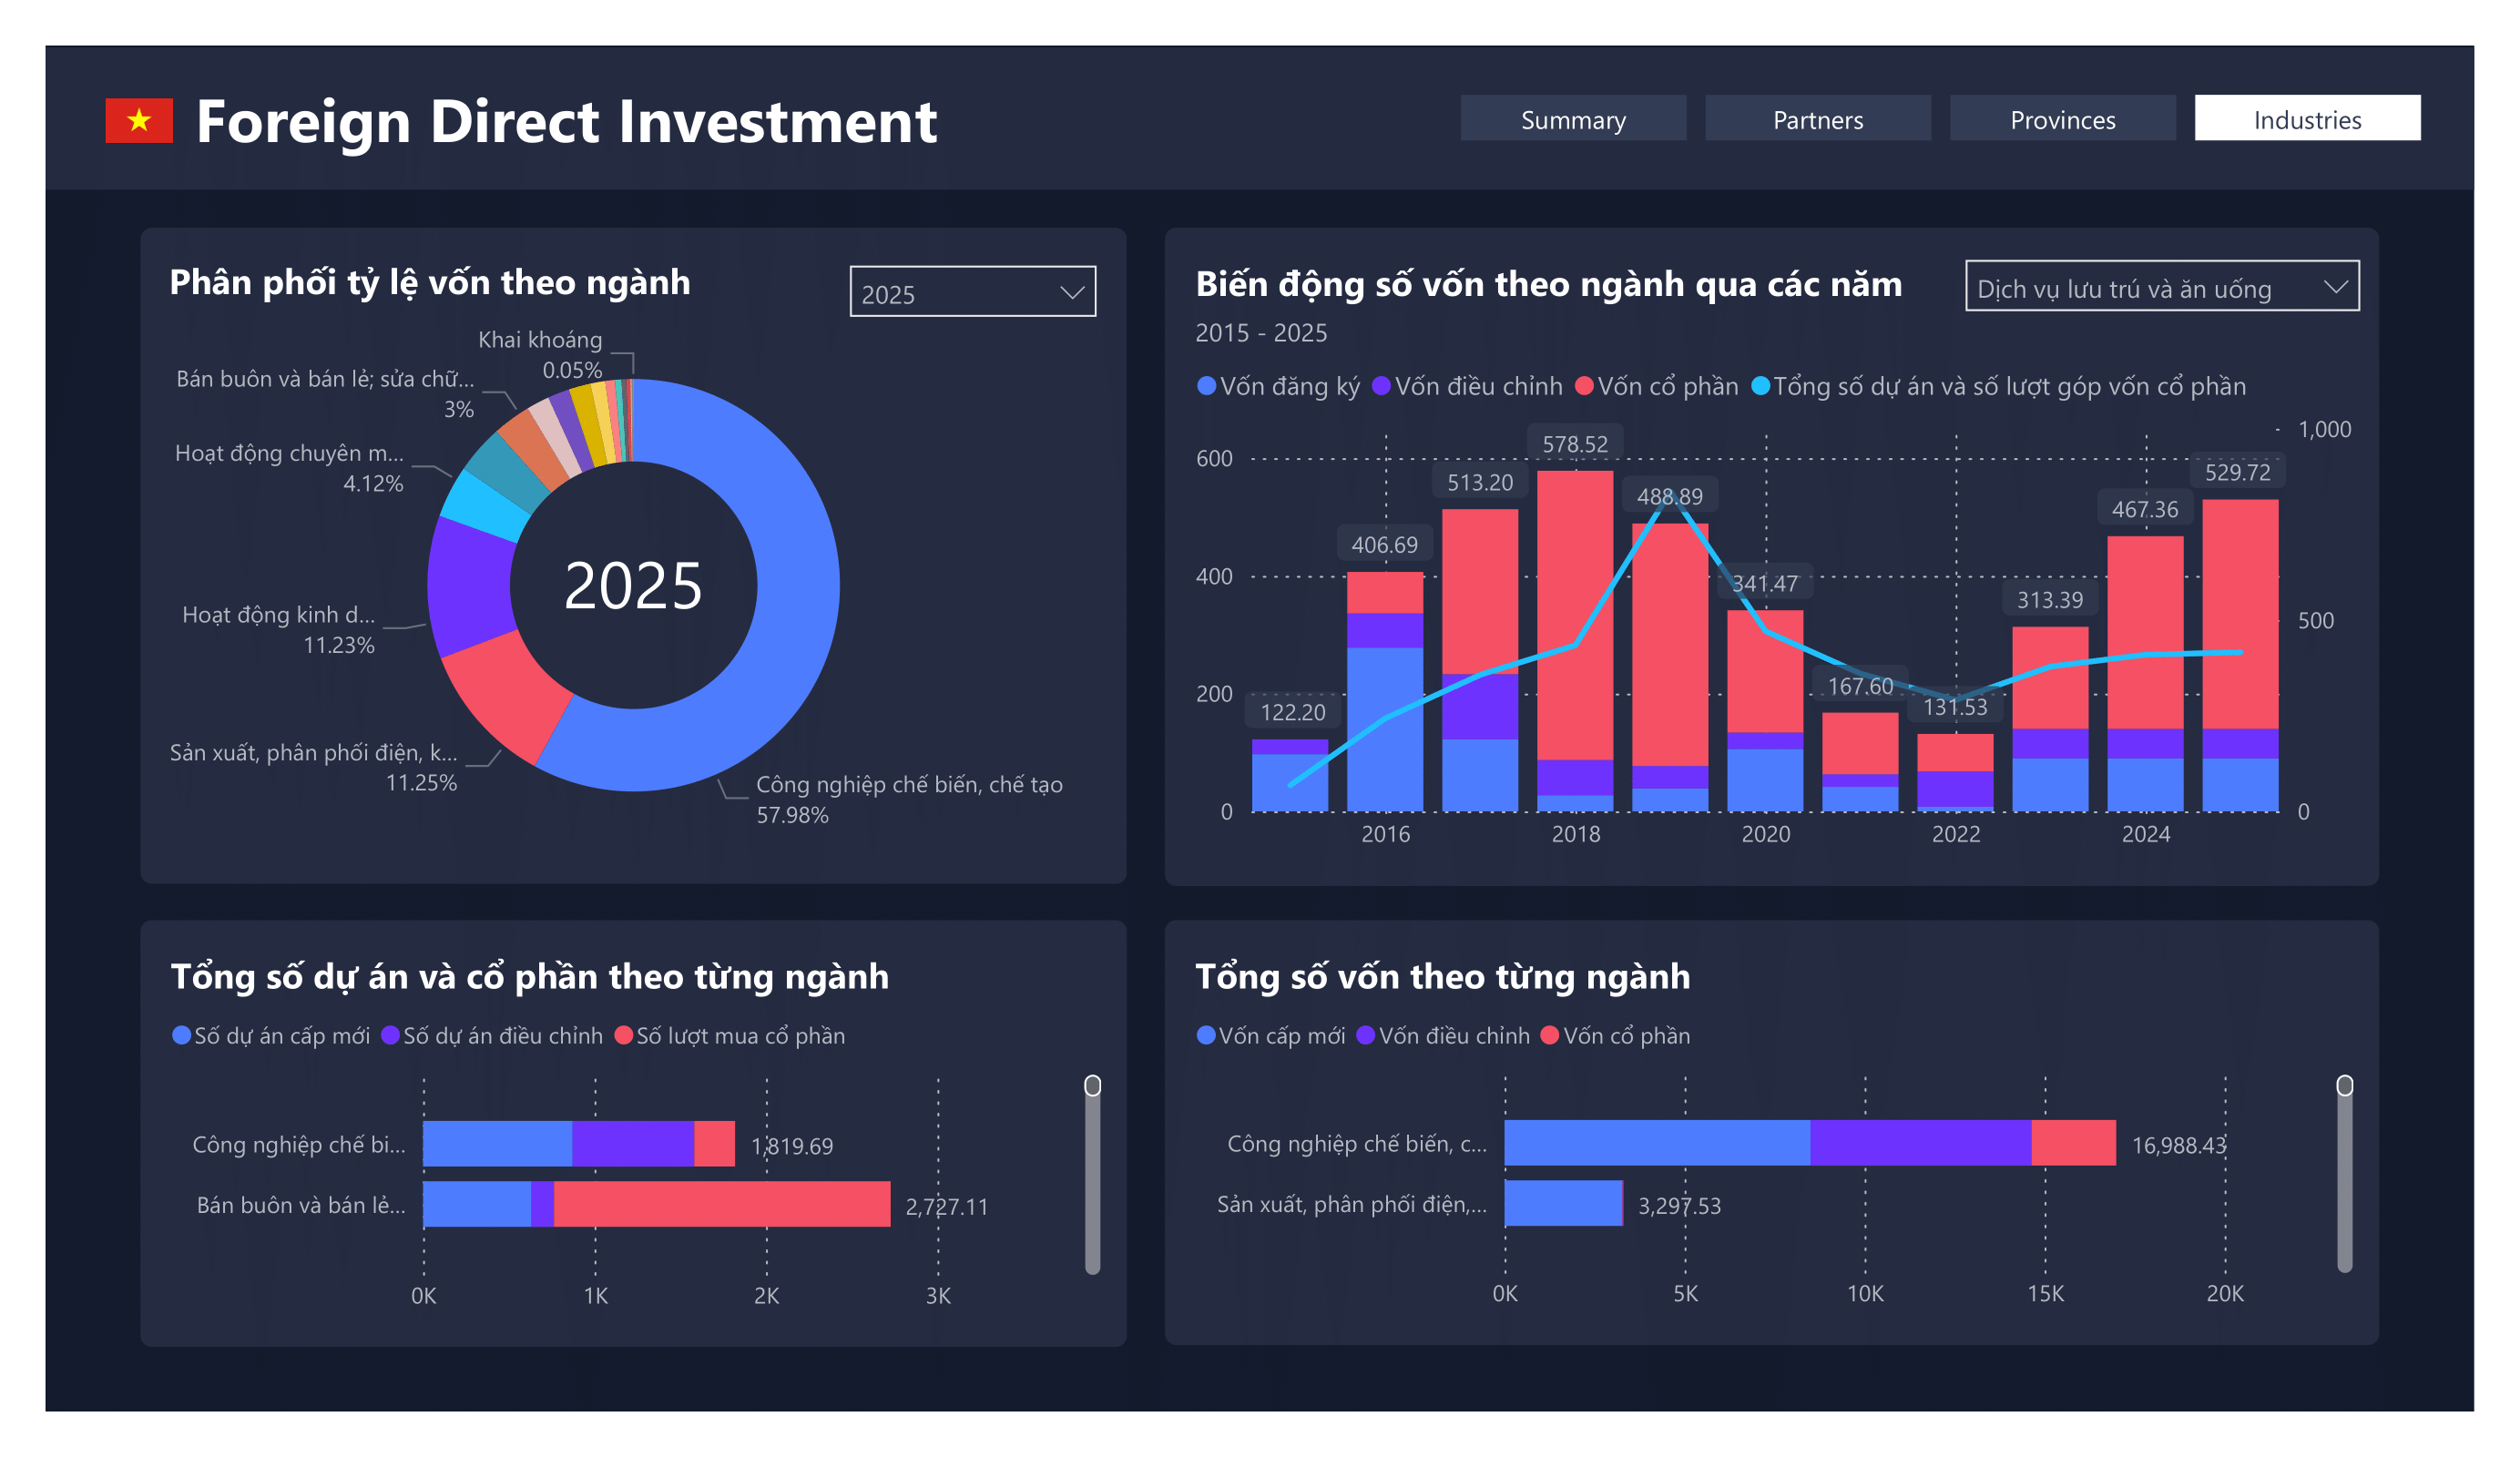 Foreign Direct Investment
Summary
Partners
Provinces
Industries
Phân phối tỷ lệ vốn theo ngành
2025
Khai khoáng
0.05%
Bán buôn và bán lẻ; sửa chữ...
3%
Hoạt động chuyên m...
4.12%
Hoạt động kinh d...
11.23%
Sản xuất, phân phối điện, k...
11.25%
Công nghiệp chế biến, chế tạo
57.98%
2025
Biến động số vốn theo ngành qua các năm
Dịch vụ lưu trú và ăn uống
2015 - 2025
Vốn đăng ký Vốn điều chỉnh Vốn cổ phần Tổng số dự án và số lượt góp vốn cổ phần
600
400
200
0
1,000
500
0
122.20
406.69
513.20
578.52
488.89
341.47
167.60
131.53
313.39
467.36
529.72
2016 2018 2020 2022 2024
Tổng số dự án và cổ phần theo từng ngành
Số dự án cấp mới Số dự án điều chỉnh Số lượt mua cổ phần
Công nghiệp chế bi...
1,819.69
Bán buôn và bán lẻ...
2,727.11
0K 1K 2K 3K
Tổng số vốn theo từng ngành
Vốn cấp mới Vốn điều chỉnh Vốn cổ phần
Công nghiệp chế biến, c...
16,988.43
Sản xuất, phân phối điện,...
3,297.53
0K 5K 10K 15K 20K